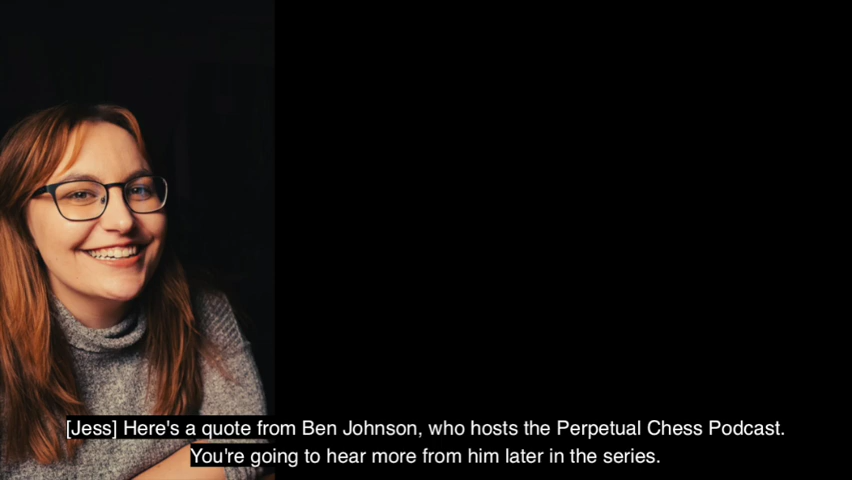 [Jess] Here's a quote from Ben Johnson, who hosts the Perpetual Chess Podcast.
You're going to hear more from him later in the series.